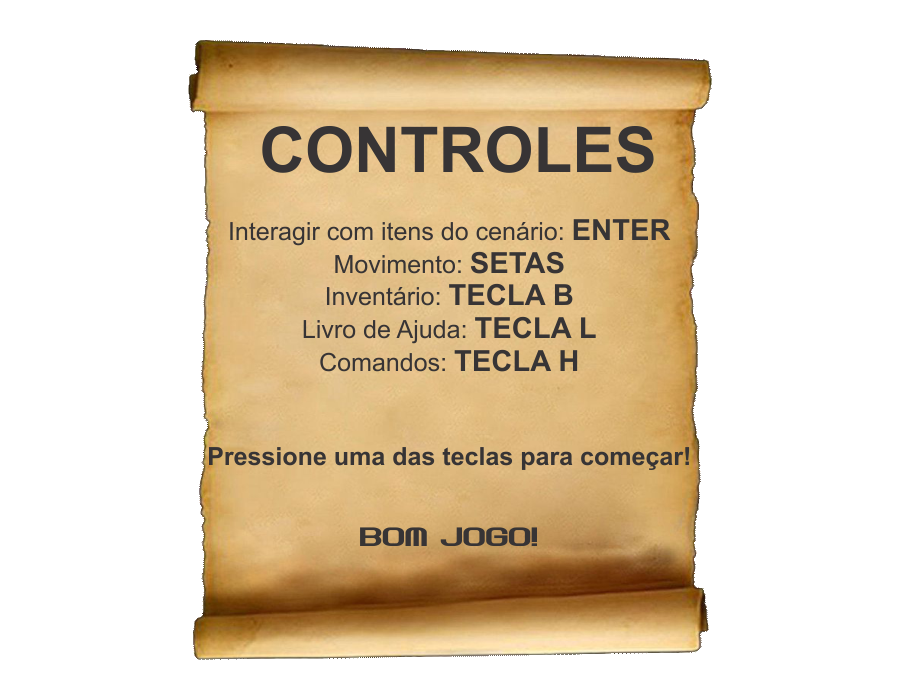 CONTROLES
Interagir com itens do cenário: ENTER
Movimento: SETAS
Inventário: TECLA B
Livro de Ajuda: TECLA L
Comandos: TECLA H
Pressione uma das teclas para começar!
BOM JOGO!